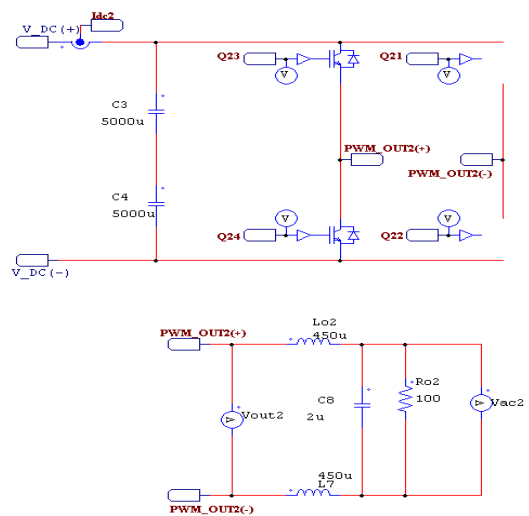 Idc2
V_DC(+)
Q23
V
Q21
V
C3
5000u
PWM_OUT2(+)
PWM_OUT2(-)
C4
5000u
V
V
Q24
Q22
V_DC(-)
Lo2
450u
PWM_OUT2(+)
Ro2
100
C8
2u
V
Vout2
V
Vac2
450u
L7
PWM_OUT2(-)